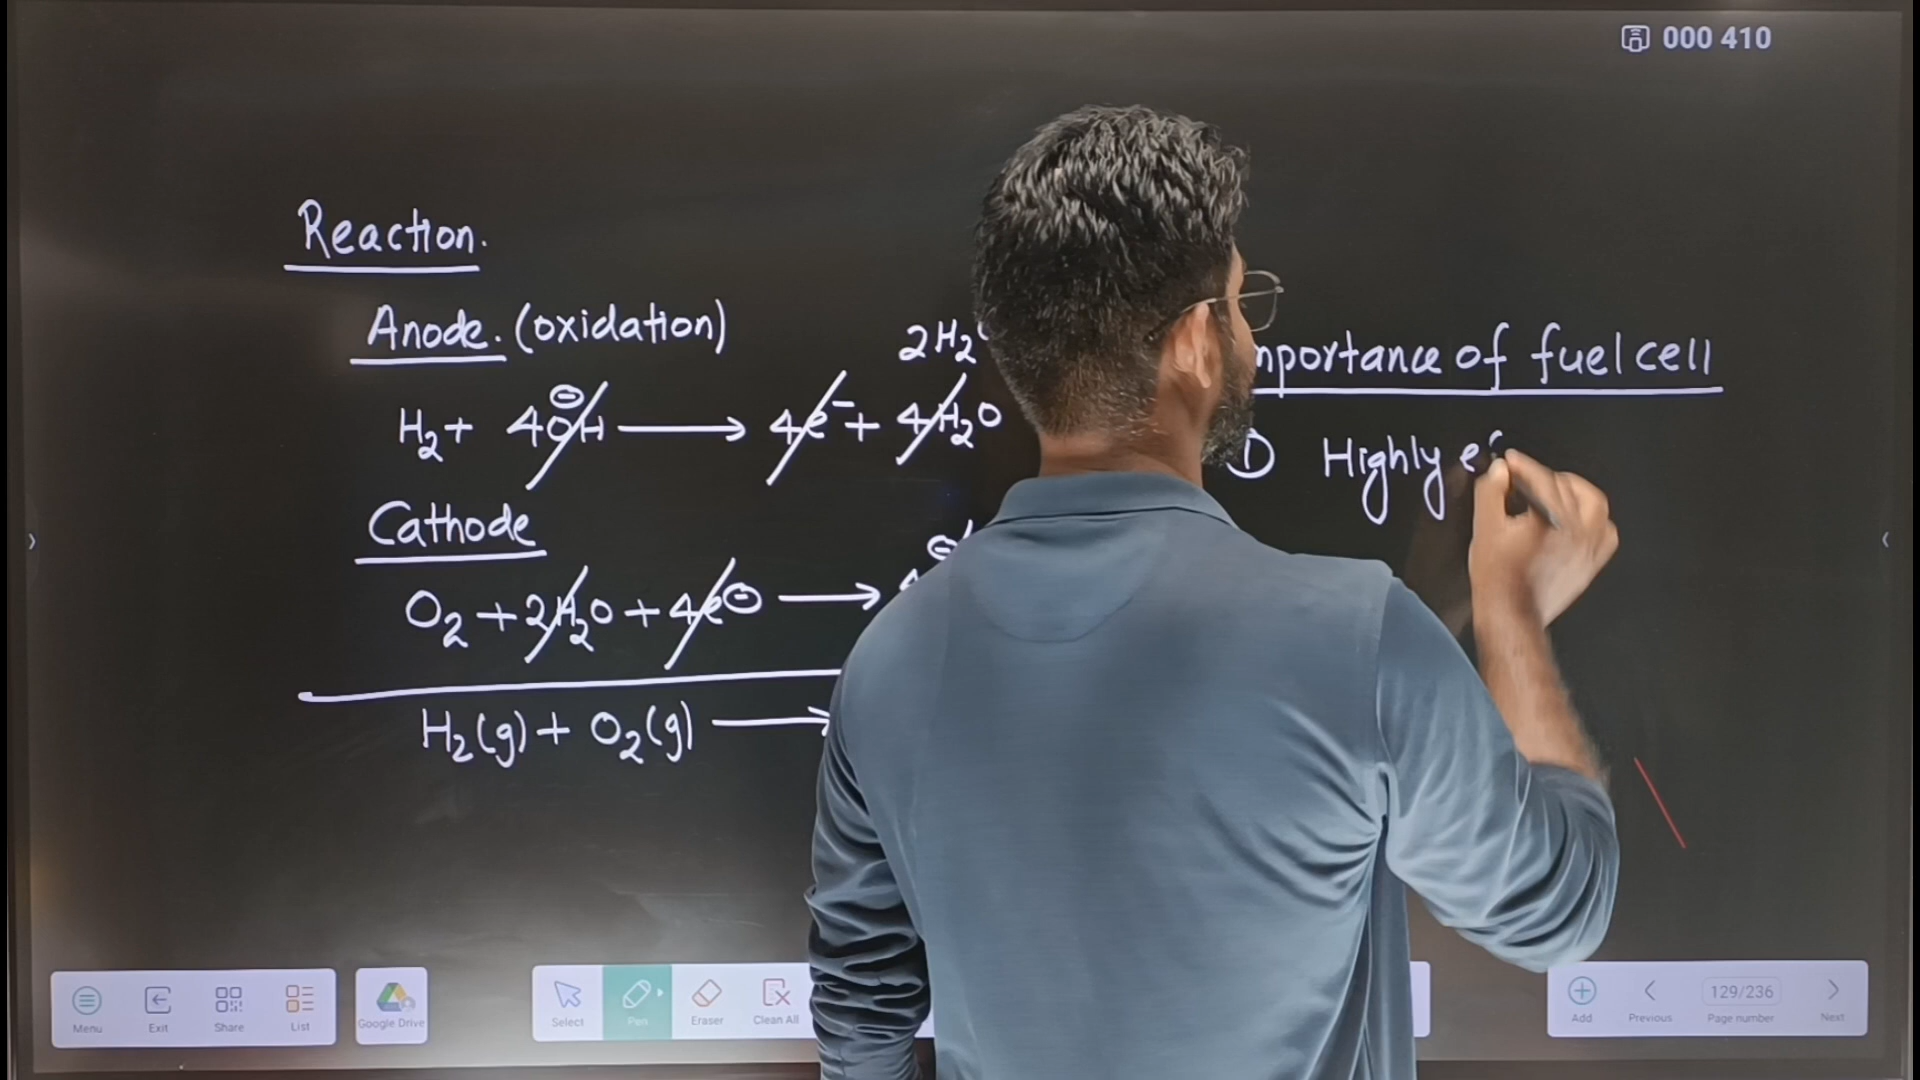 000 410
Reaction.
Anode. (oxidation)
2H₂
H₂ + 4OH⊖ ⟶ 4e⁻ + 4H₂O
Cathode
O₂ + 2H₂O + 4e⊖ ⟶
H₂(g) + O₂(g) ⟶
mportance of fuel cell
① Highly
Menu
Exit
Share
List
Google Drive
Select
Pen
Eraser
Clean All
Add
Previous
129/236
Page number
Next